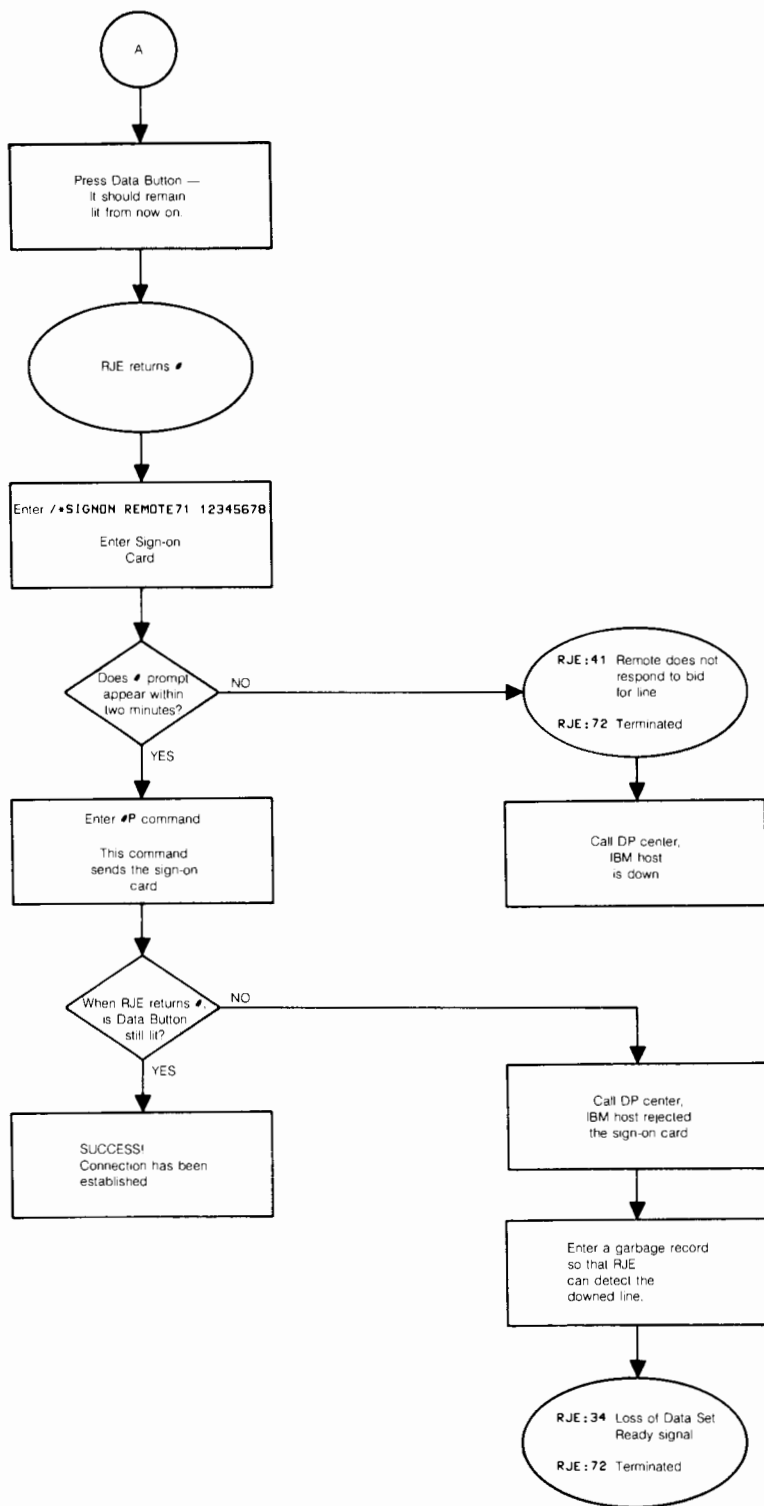 A
Press Data Button —
It should remain
lit from now on.
RJE returns #
Enter /*SIGNON REMOTE71 12345678
Enter Sign-on
Card
Does # prompt
appear within
two minutes?
NO
YES
RJE:41 Remote does not
respond to bid
for line
RJE:72 Terminated
Enter #P command
This command
sends the sign-on
card
Call DP center,
IBM host
is down
When RJE returns #,
is Data Button
still lit?
NO
YES
SUCCESS!
Connection has been
established
Call DP center,
IBM host rejected
the sign-on card
Enter a garbage record
so that RJE
can detect the
downed line.
RJE:34 Loss of Data Set
Ready signal
RJE:72 Terminated